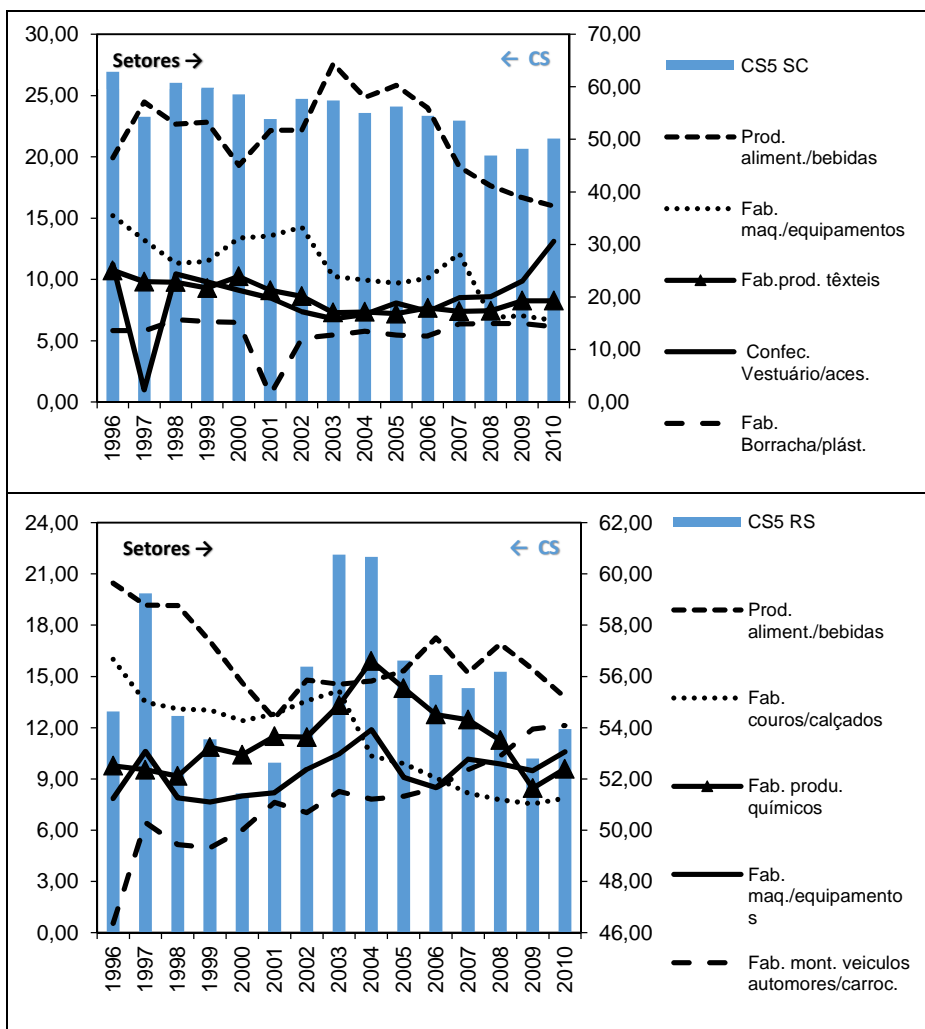 30,00
25,00
20,00
15,00
10,00
5,00
0,00
Setores →
← CS
70,00
60,00
50,00
40,00
30,00
20,00
10,00
0,00
1996
1997
1998
1999
2000
2001
2002
2003
2004
2005
2006
2007
2008
2009
2010
CS5 SC
Prod.
aliment./bebidas
Fab.
maq./equipamentos
Fab.prod. têxteis
Confec.
Vestuário/aces.
Fab.
Borracha/plást.
24,00
21,00
18,00
15,00
12,00
9,00
6,00
3,00
0,00
Setores →
← CS
62,00
60,00
58,00
56,00
54,00
52,00
50,00
48,00
46,00
1996
1997
1998
1999
2000
2001
2002
2003
2004
2005
2006
2007
2008
2009
2010
CS5 RS
Prod.
aliment./bebidas
Fab.
couros/calçados
Fab. produ.
químicos
Fab.
maq./equipamento
s
Fab. mont. veiculos
automores/carroc.